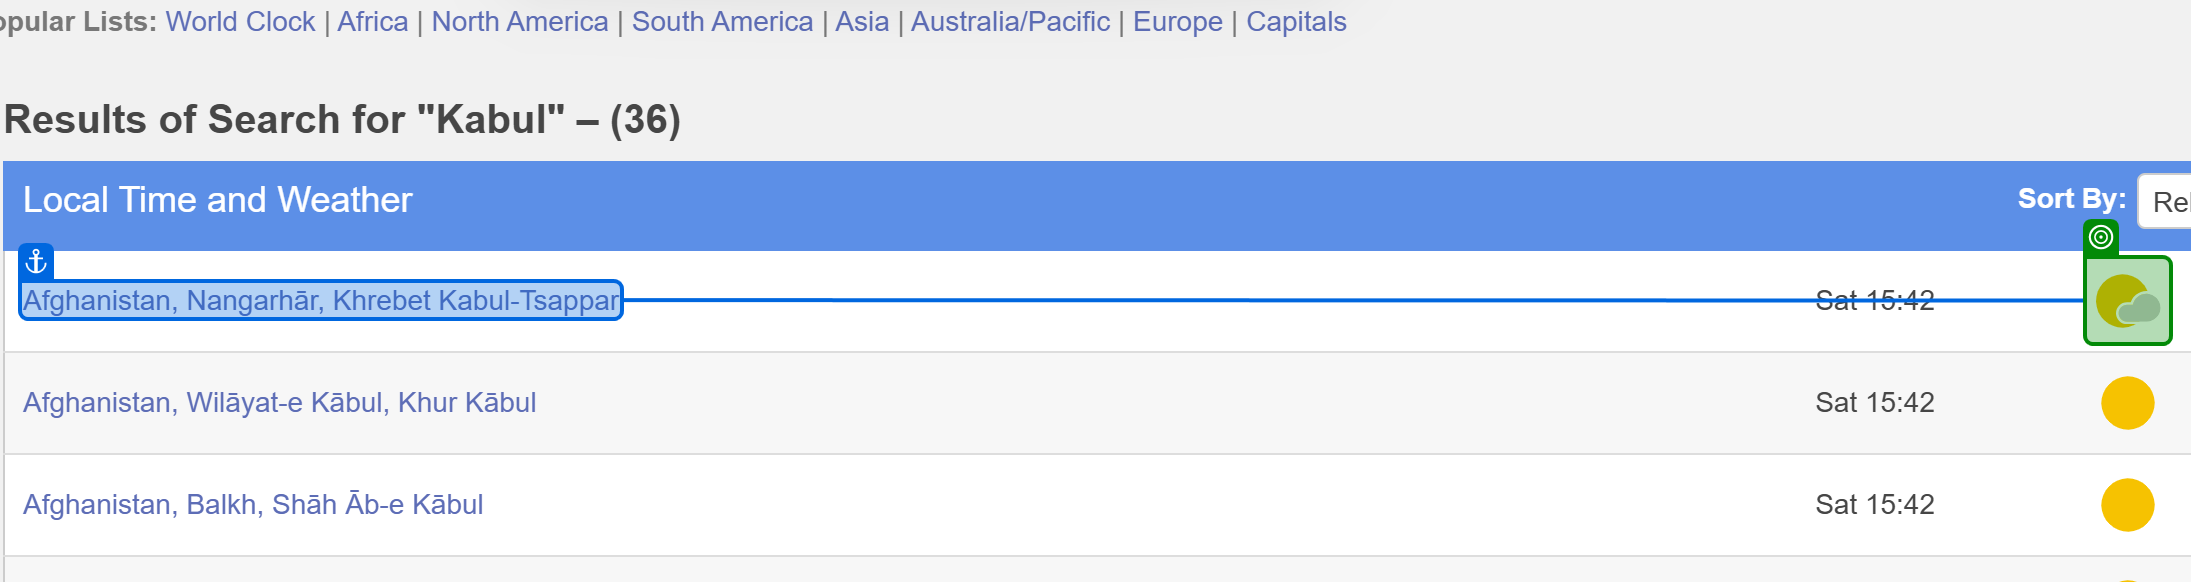 opular Lists: World Clock | Africa | North America | South America | Asia | Australia/Pacific | Europe | Capitals
Results of Search for "Kabul" – (36)
Local Time and Weather
Sort By: Rel
Afghanistan, Nangarhār, Khrebet Kabul-Tsappar Sat 15:42
Afghanistan, Wilāyat-e Kābul, Khur Kābul Sat 15:42
Afghanistan, Balkh, Shāh Āb-e Kābul Sat 15:42